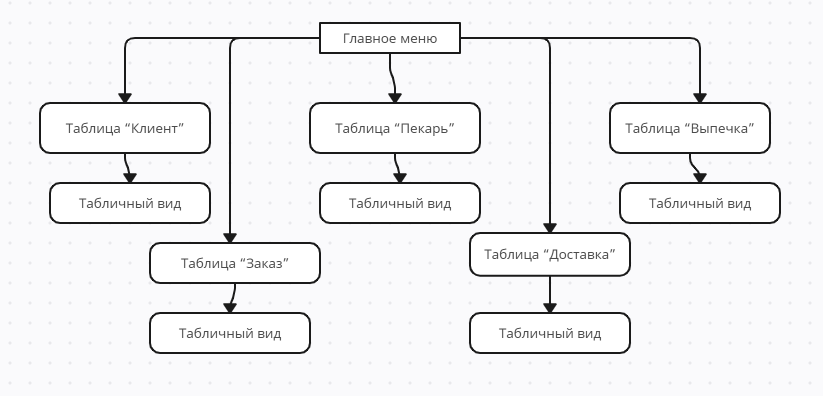 Главное меню
Таблица “Клиент”
Таблица “Пекарь”
Таблица “Выпечка”
Табличный вид
Табличный вид
Табличный вид
Таблица “Заказ”
Таблица “Доставка”
Табличный вид
Табличный вид